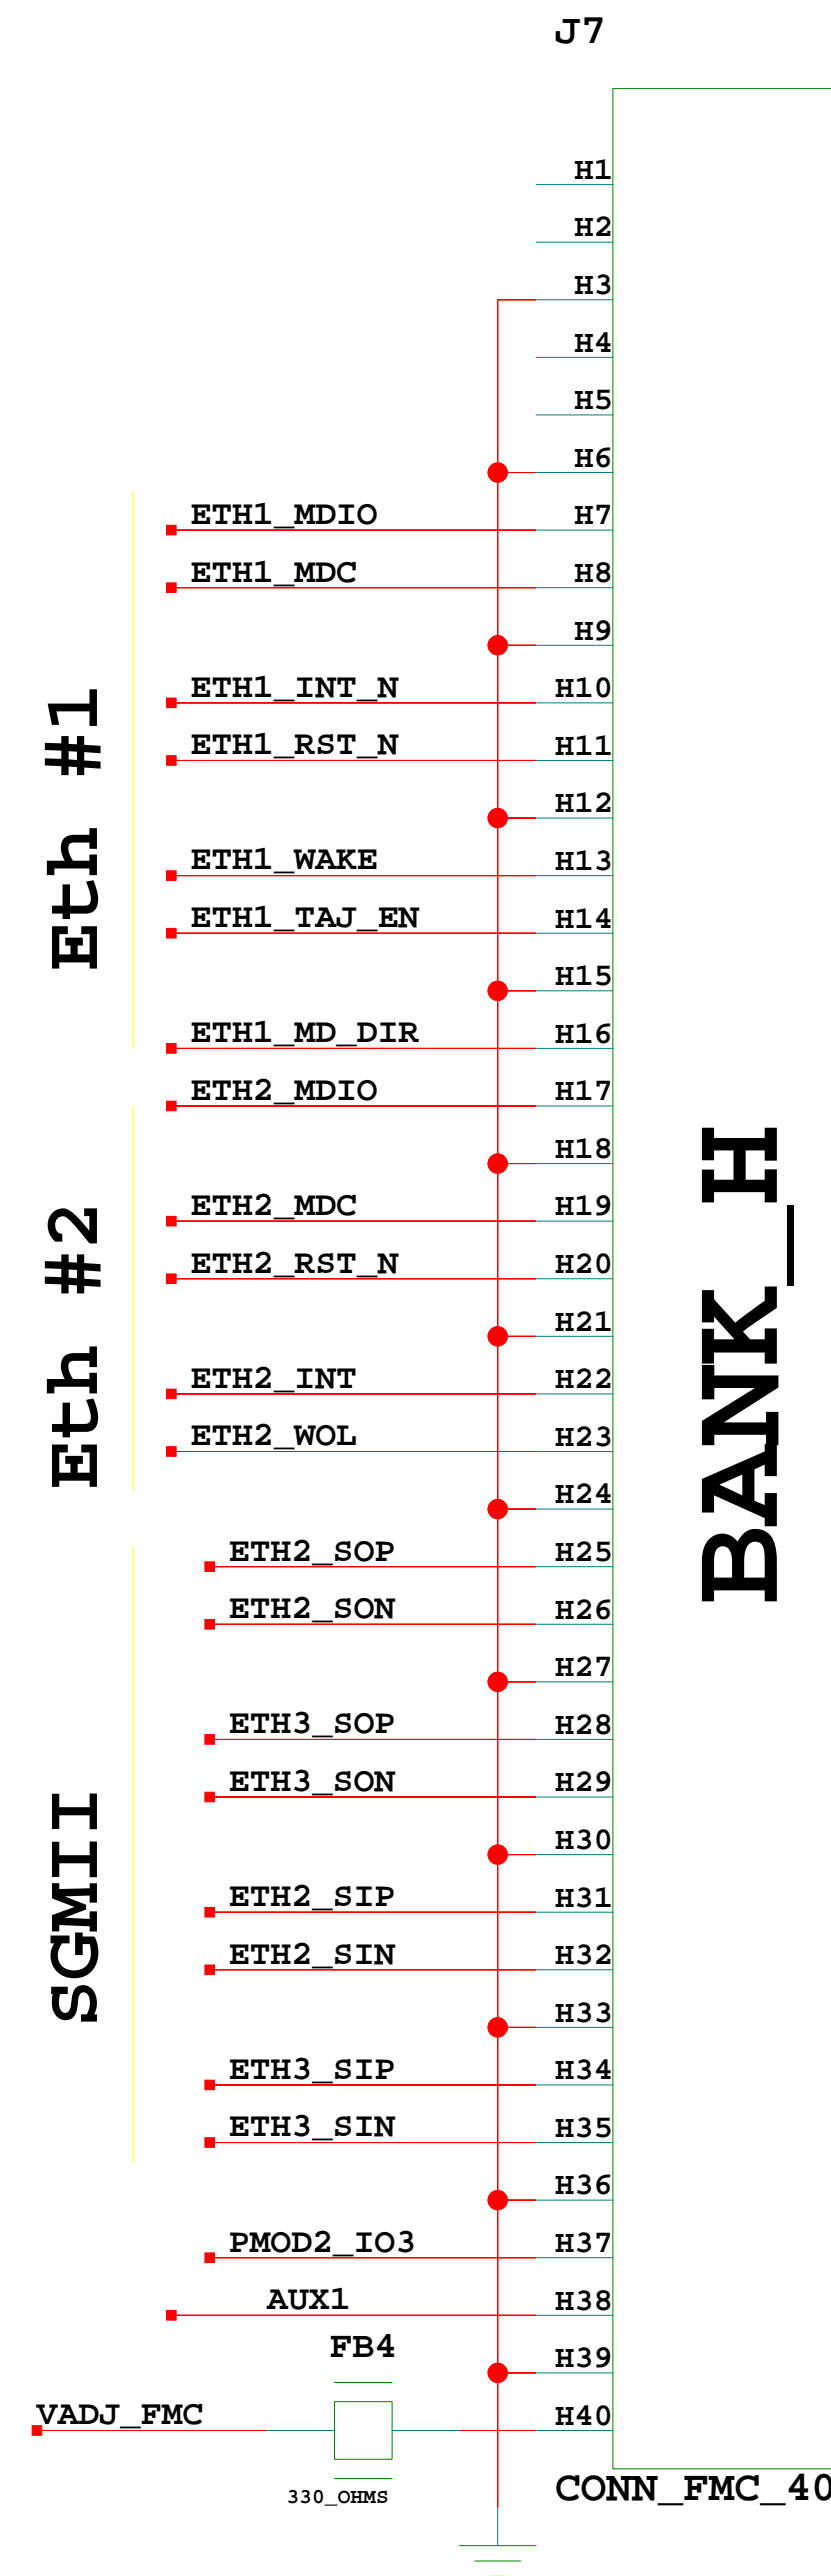 J7
H1
H2
H3
H4
H5
H6
ETH1_MDIO H7
ETH1_MDC H8
H9
ETH1_INT_N H10
ETH1_RST_N H11
H12
ETH1_WAKE H13
ETH1_TAJ_EN H14
H15
ETH1_MD_DIR H16
Eth #1
ETH2_MDIO H17
H18
ETH2_MDC H19
ETH2_RST_N H20
H21
ETH2_INT H22
ETH2_WOL H23
Eth #2
H24
ETH2_SOP H25
ETH2_SON H26
H27
ETH3_SOP H28
ETH3_SON H29
H30
ETH2_SIP H31
ETH2_SIN H32
H33
ETH3_SIP H34
ETH3_SIN H35
SGMII
H36
PMOD2_IO3 H37
AUX1 H38
FB4
H39
VADJ_FMC H40
330_OHMS
BANK_H
CONN_FMC_40